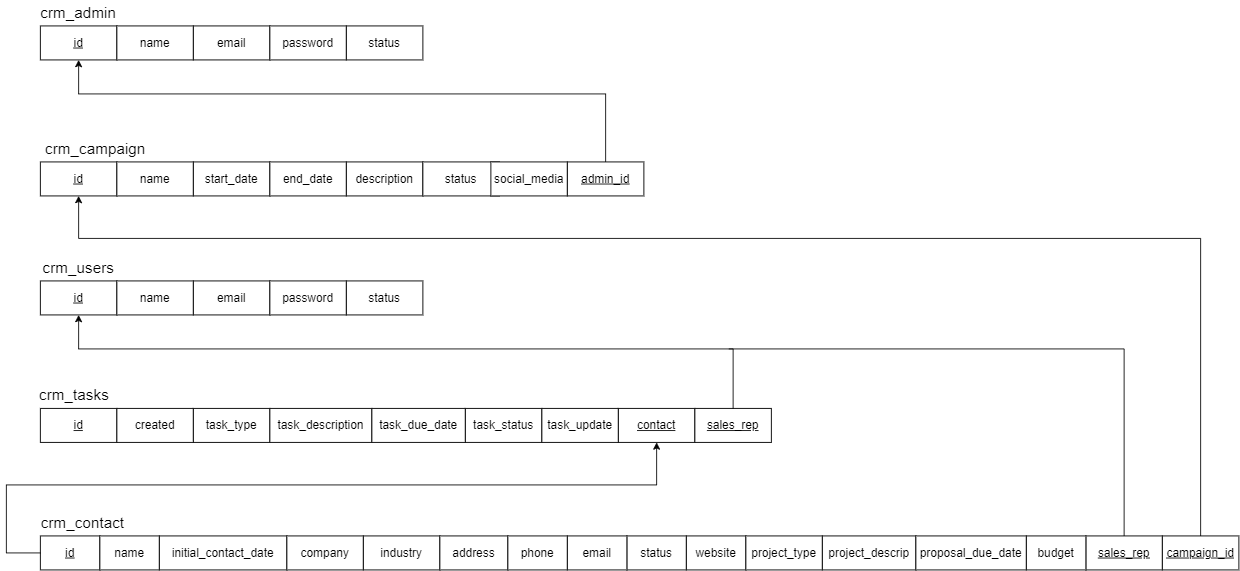 crm_admin
id name email password status
crm_campaign
id name start_date end_date description status social_media admin_id
crm_users
id name email password status
crm_tasks
id created task_type task_description task_due_date task_status task_update contact sales_rep
crm_contact
id name initial_contact_date company industry address phone email status website project_type project_descrip proposal_due_date budget sales_rep campaign_id